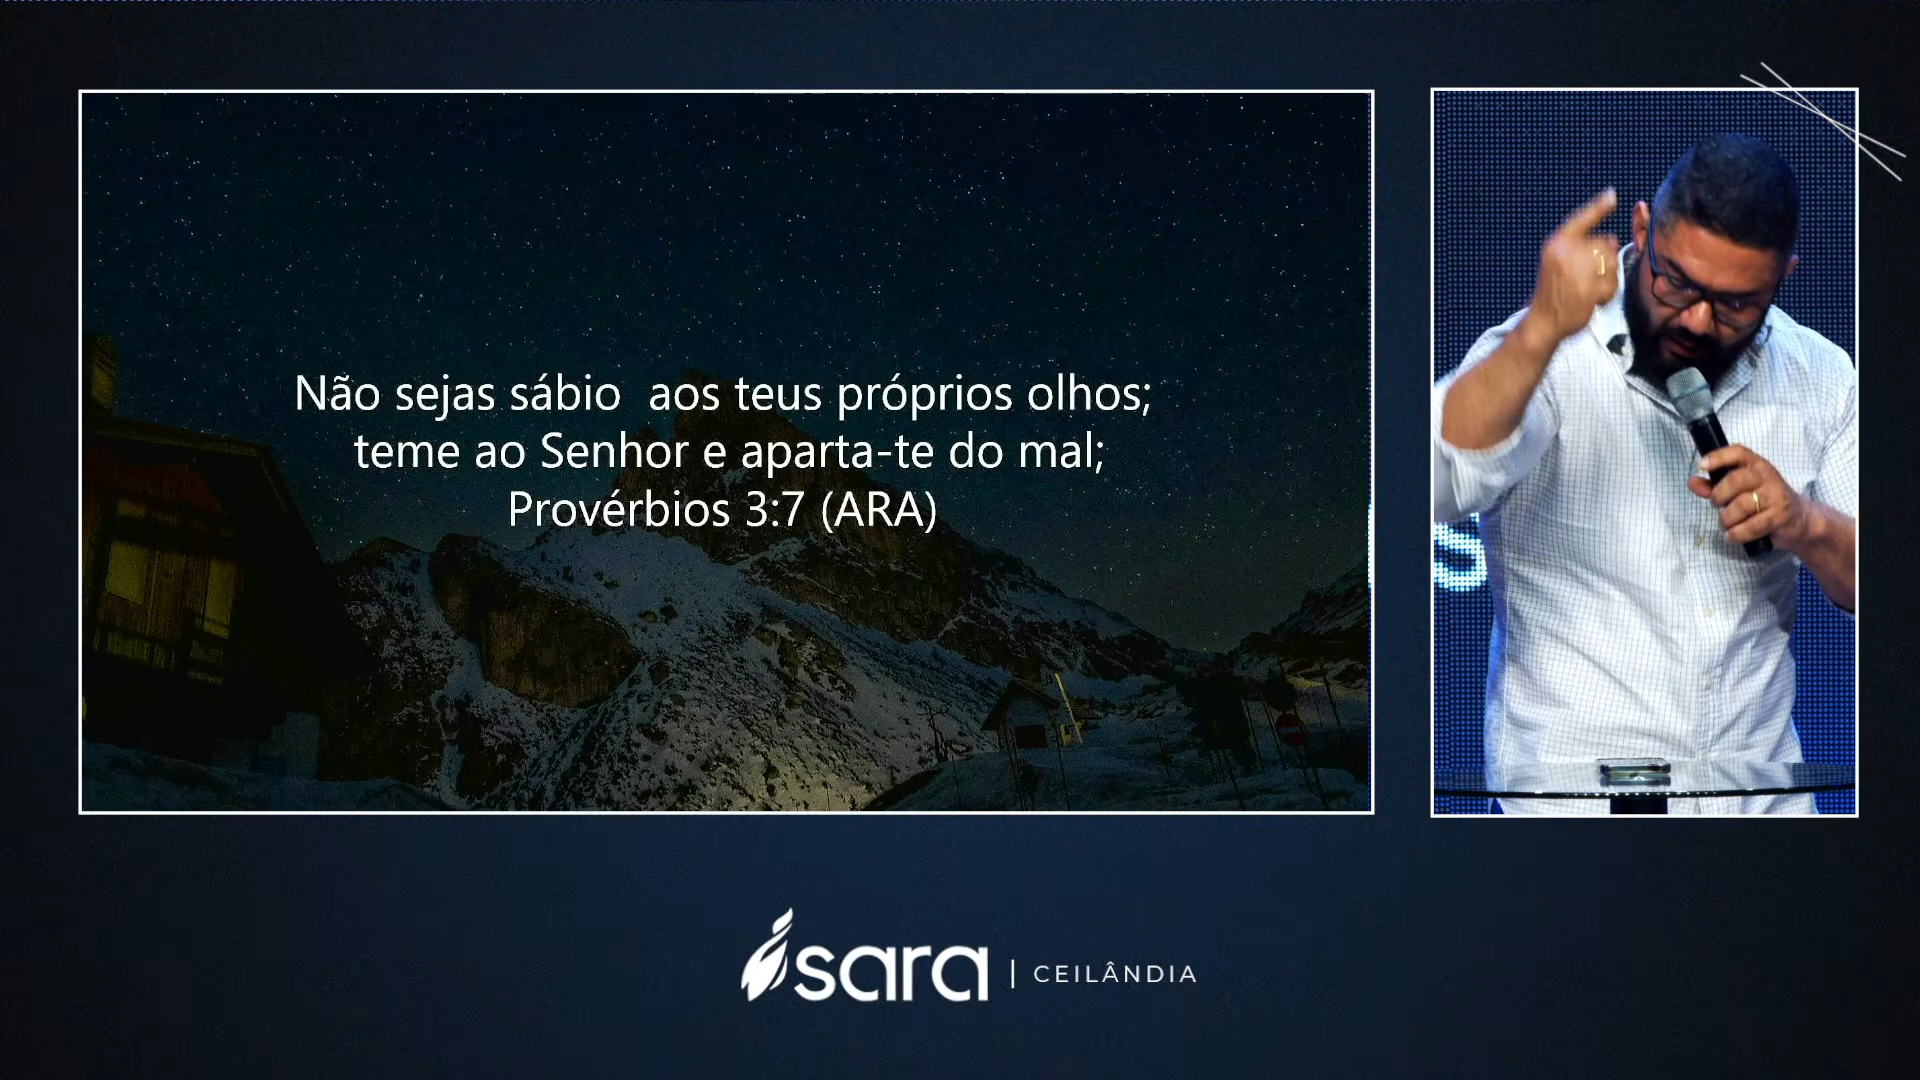 Não sejas sábio  aos teus próprios olhos;
teme ao Senhor e aparta-te do mal;
Provérbios 3:7 (ARA)
S
sara | CEILÂNDIA